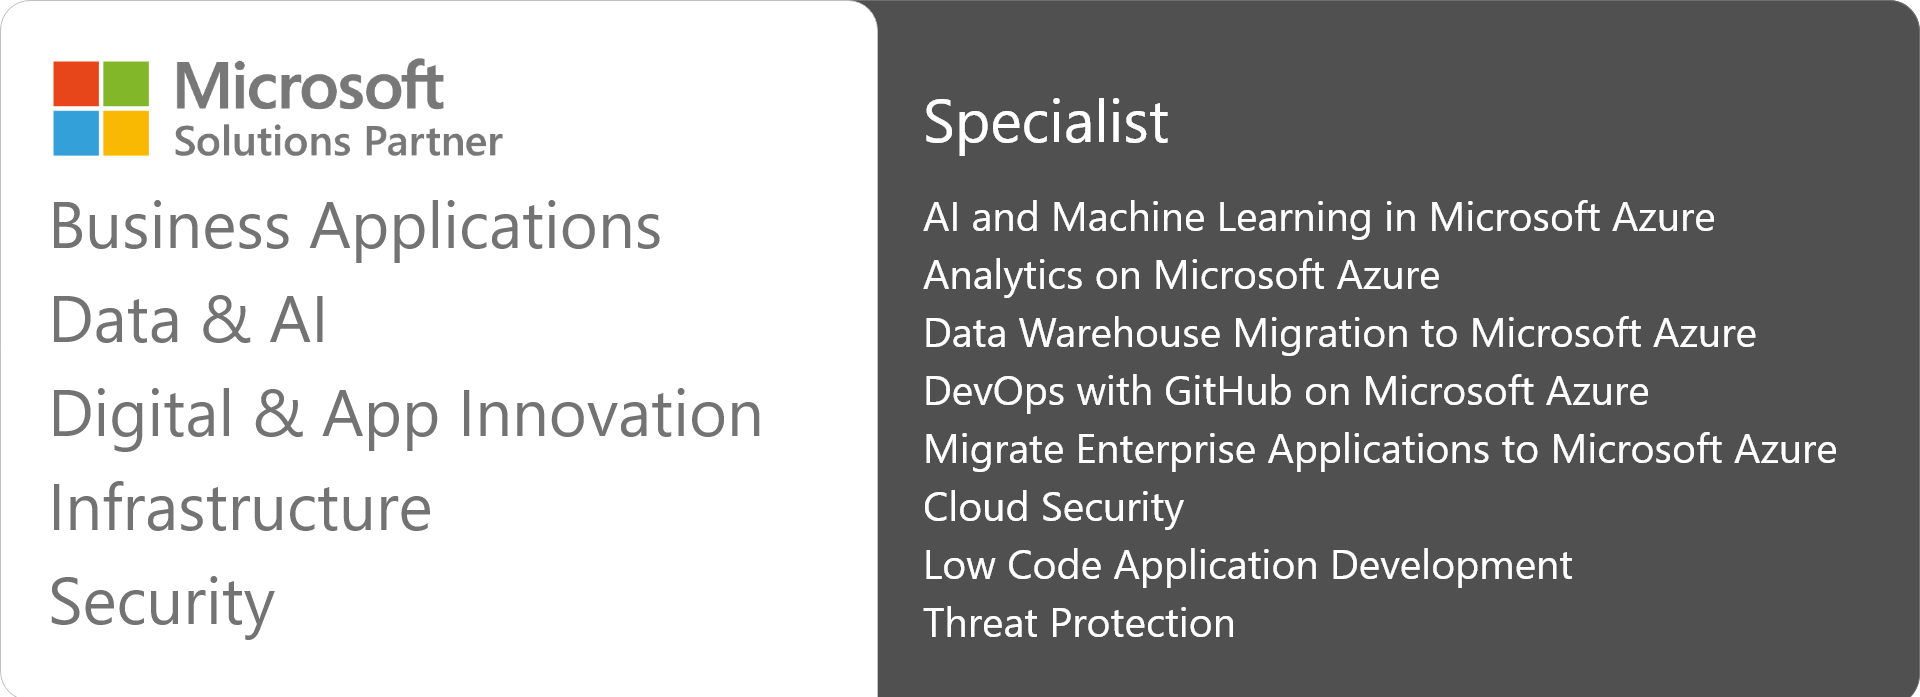 Microsoft
Solutions Partner
Business Applications
Data & AI
Digital & App Innovation
Infrastructure
Security
Specialist
AI and Machine Learning in Microsoft Azure
Analytics on Microsoft Azure
Data Warehouse Migration to Microsoft Azure
DevOps with GitHub on Microsoft Azure
Migrate Enterprise Applications to Microsoft Azure
Cloud Security
Low Code Application Development
Threat Protection